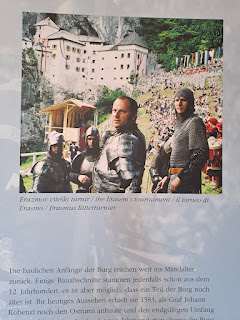 Erazmov viteški turnir / the Erasem's tournament / il torneo di
Erasmo / Erasmus Ritterturnier
Die baulichen Anfänge der Burg reichen weit ins Mittelalter
zurück. Einige Bauabschnitte stammen jedenfalls schon aus dem
12. Jahrhundert, es ist aber möglich, dass ein Teil der Burg noch
älter ist. Ihr heutiges Aussehen erhielt sie 1583, als Graf Johann
Kobenzl noch den Ostturm anbaute und den endgültigen Umfang